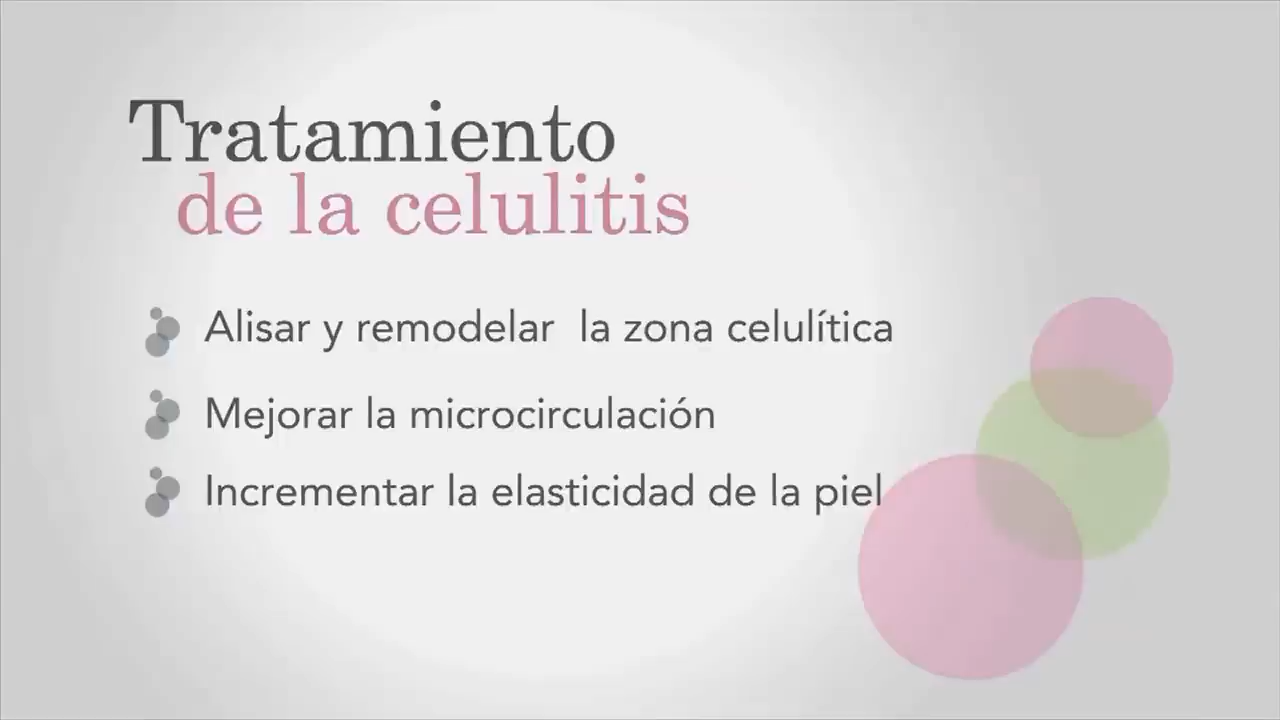 Tratamiento
de la celulitis
Alisar y remodelar  la zona celulítica
Mejorar la microcirculación
Incrementar la elasticidad de la piel